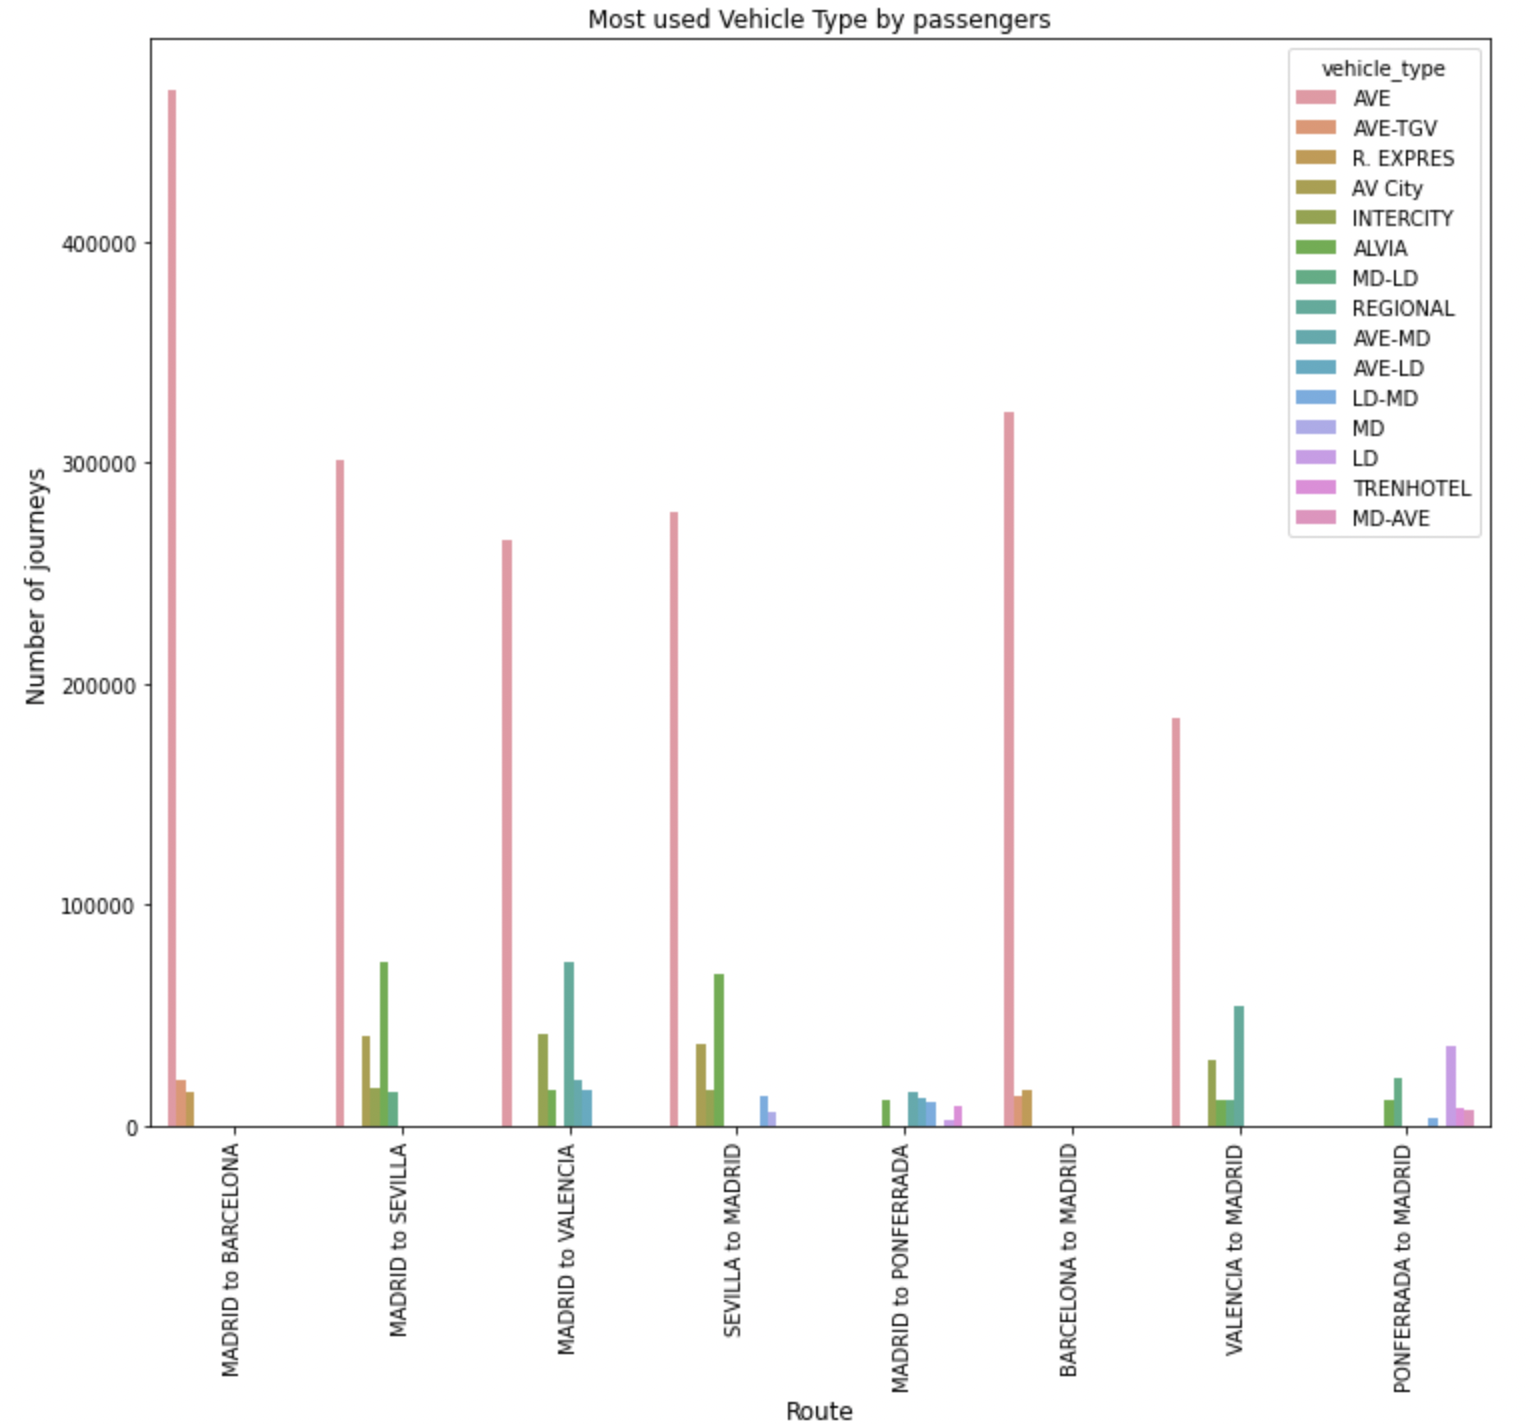 Most used Vehicle Type by passengers
vehicle_type
AVE
AVE-TGV
R. EXPRES
AV City
INTERCITY
ALVIA
MD-LD
REGIONAL
AVE-MD
AVE-LD
LD-MD
MD
LD
TRENHOTEL
MD-AVE
Number of journeys
400000
300000
200000
100000
0
MADRID to BARCELONA
MADRID to SEVILLA
MADRID to VALENCIA
SEVILLA to MADRID
MADRID to PONFERRADA
BARCELONA to MADRID
VALENCIA to MADRID
PONFERRADA to MADRID
Route